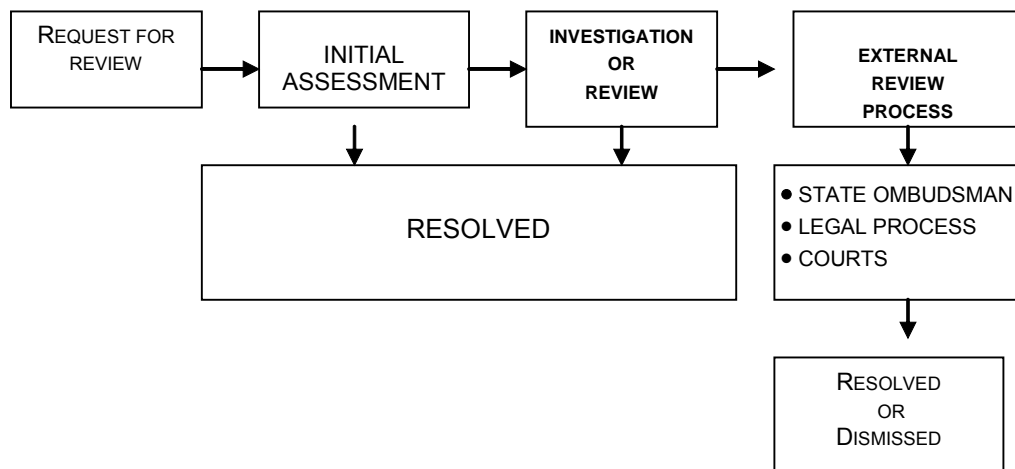 REQUEST FOR
REVIEW
INITIAL
ASSESSMENT
INVESTIGATION
OR
REVIEW
EXTERNAL
REVIEW
PROCESS
RESOLVED
• STATE OMBUDSMAN
• LEGAL PROCESS
• COURTS
RESOLVED
OR
DISMISSED